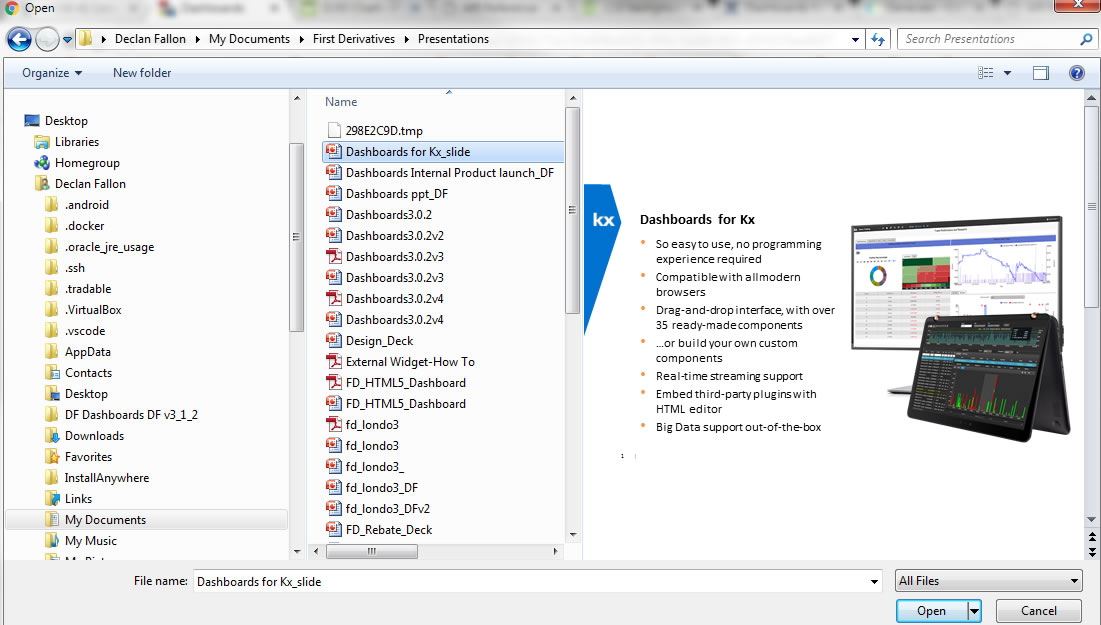 Open
Declan Fallon
My Documents
First Derivatives
Presentations
Search Presentations
Organize
New folder
Desktop
Libraries
Homegroup
Declan Fallon
.android
.docker
.oracle_jre_usage
.ssh
.tradable
.VirtualBox
.vscode
AppData
Contacts
Desktop
DF Dashboards DF v3_1_2
Downloads
Favorites
InstallAnywhere
Links
My Documents
My Music
Name
298E2C9D.tmp
Dashboards for Kx_slide
Dashboards Internal Product launch_DF
Dashboards ppt_DF
Dashboards3.0.2
Dashboards3.0.2v2
Dashboards3.0.2v3
Dashboards3.0.2v3
Dashboards3.0.2v4
Dashboards3.0.2v4
Design_Deck
External Widget-How To
FD_HTML5_Dashboard
FD_HTML5_Dashboard
fd_londo3
fd_londo3
fd_londo3_
fd_londo3_DF
fd_londo3_DFv2
FD_Rebate_Deck
kx
Dashboards for Kx
So easy to use, no programming
experience required
Compatible with all modern
browsers
Drag-and-drop interface, with over
35 ready-made components
...or build your own custom
components
Real-time streaming support
Embed third-party plugins with
HTML editor
Big Data support out-of-the-box
1
File name:
Dashboards for Kx_slide
All Files
Open
Cancel